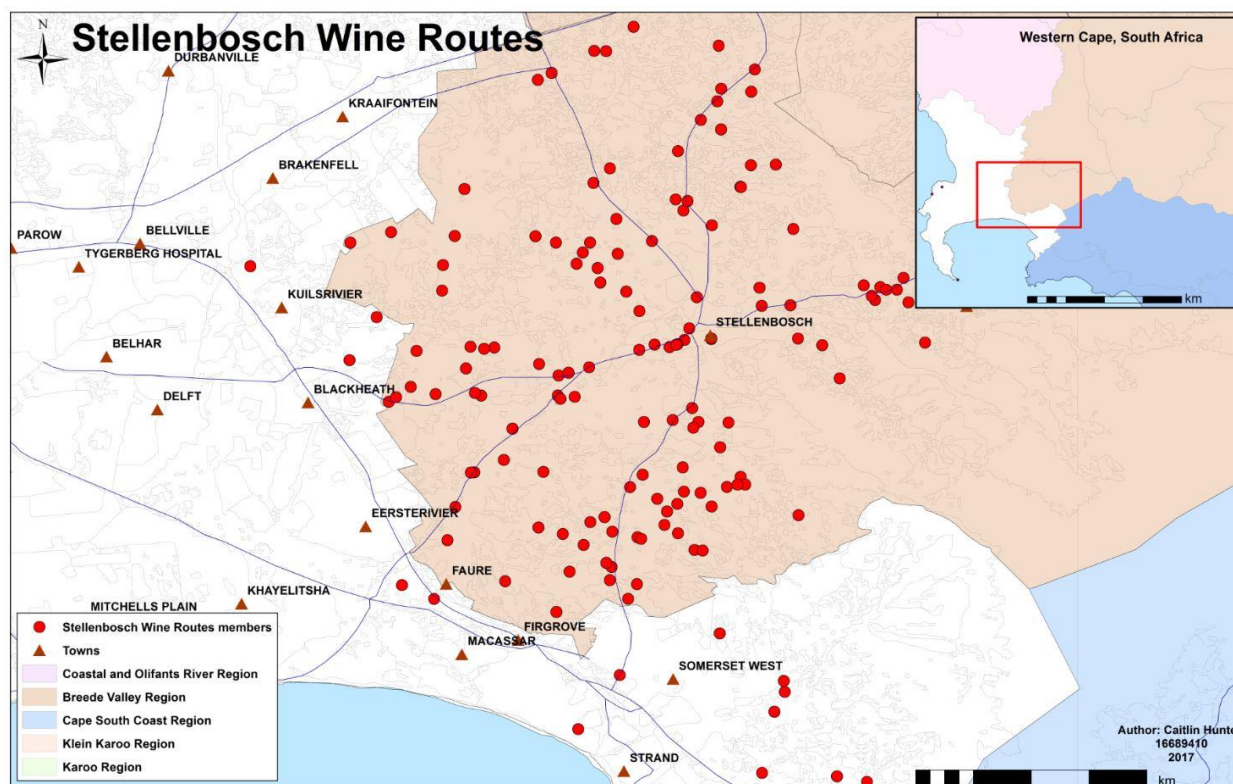 N
Stellenbosch Wine Routes
Western Cape, South Africa
DURBANVILLE
KRAAIFONTEIN
BRAKENFELL
PAROW
BELLVILLE
TYGERBERG HOSPITAL
KUILSRIVIER
km
STELLENBOSCH
BELHAR
DELFT
BLACKHEATH
EERSTERIVIER
FAURE
KHAYELITSHA
MITCHELLS PLAIN
FIRGROVE
MACASSAR
SOMERSET WEST
STRAND
Stellenbosch Wine Routes members
Towns
Coastal and Olifants River Region
Breede Valley Region
Cape South Coast Region
Klein Karoo Region
Karoo Region
Author: Caitlin Hunte
16689410
2017
km